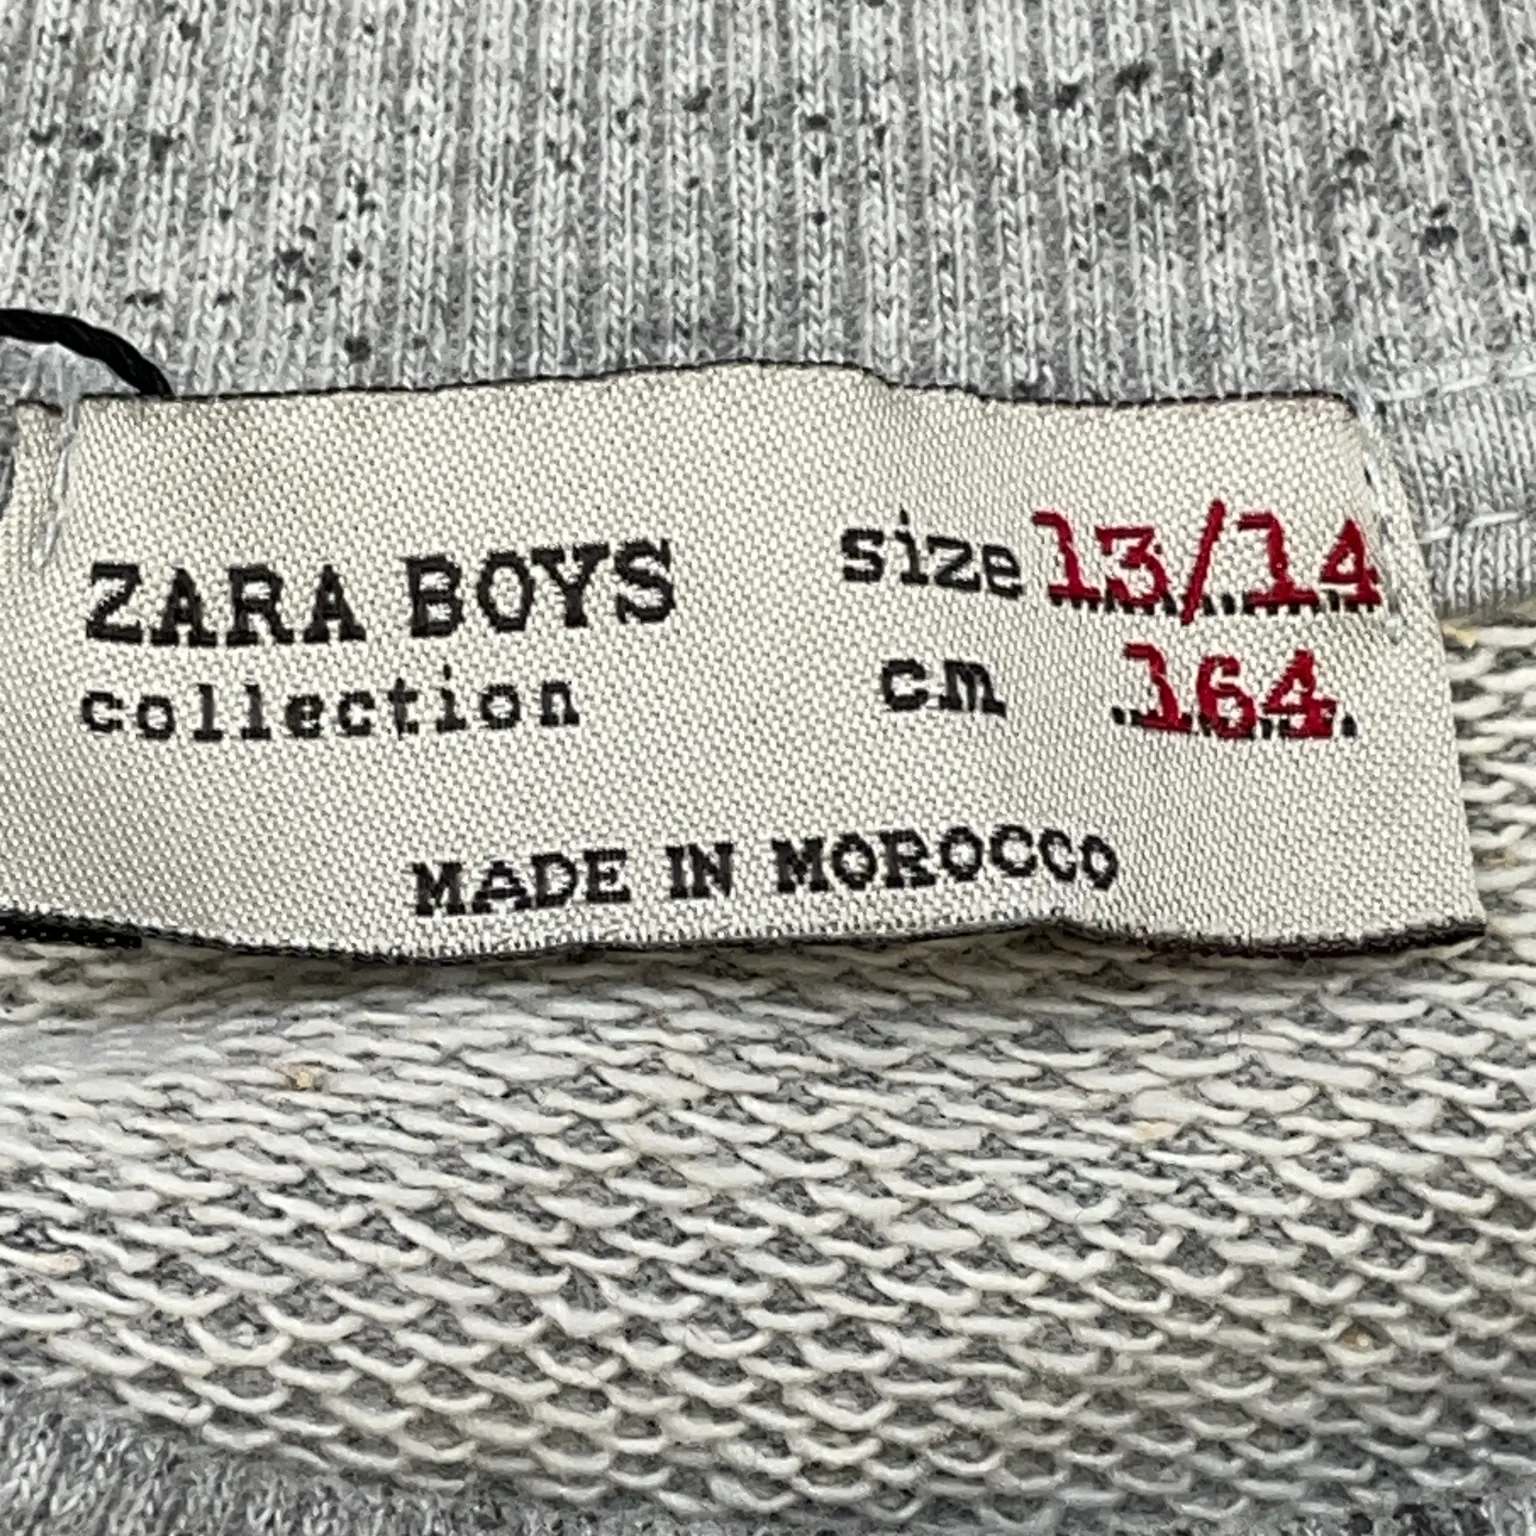 ZARA BOYS
collection
size 13/14
cm 164
MADE IN MOROCCO